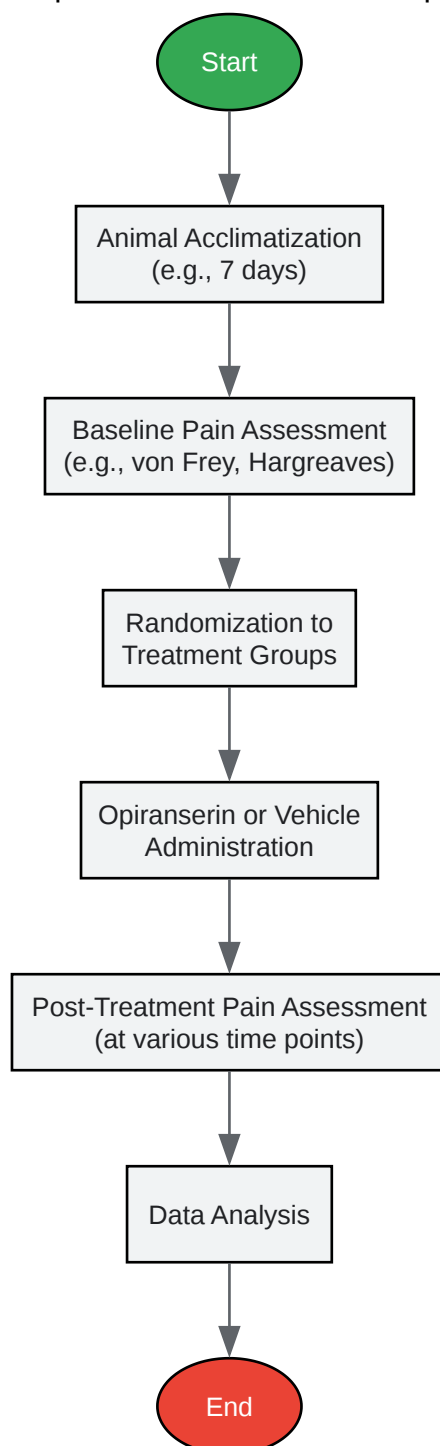 Start
Animal Acclimatization
(e.g., 7 days)
Baseline Pain Assessment
(e.g., von Frey, Hargreaves)
Randomization to
Treatment Groups
Opiranserin or Vehicle
Administration
Post-Treatment Pain Assessment
(at various time points)
Data Analysis
End